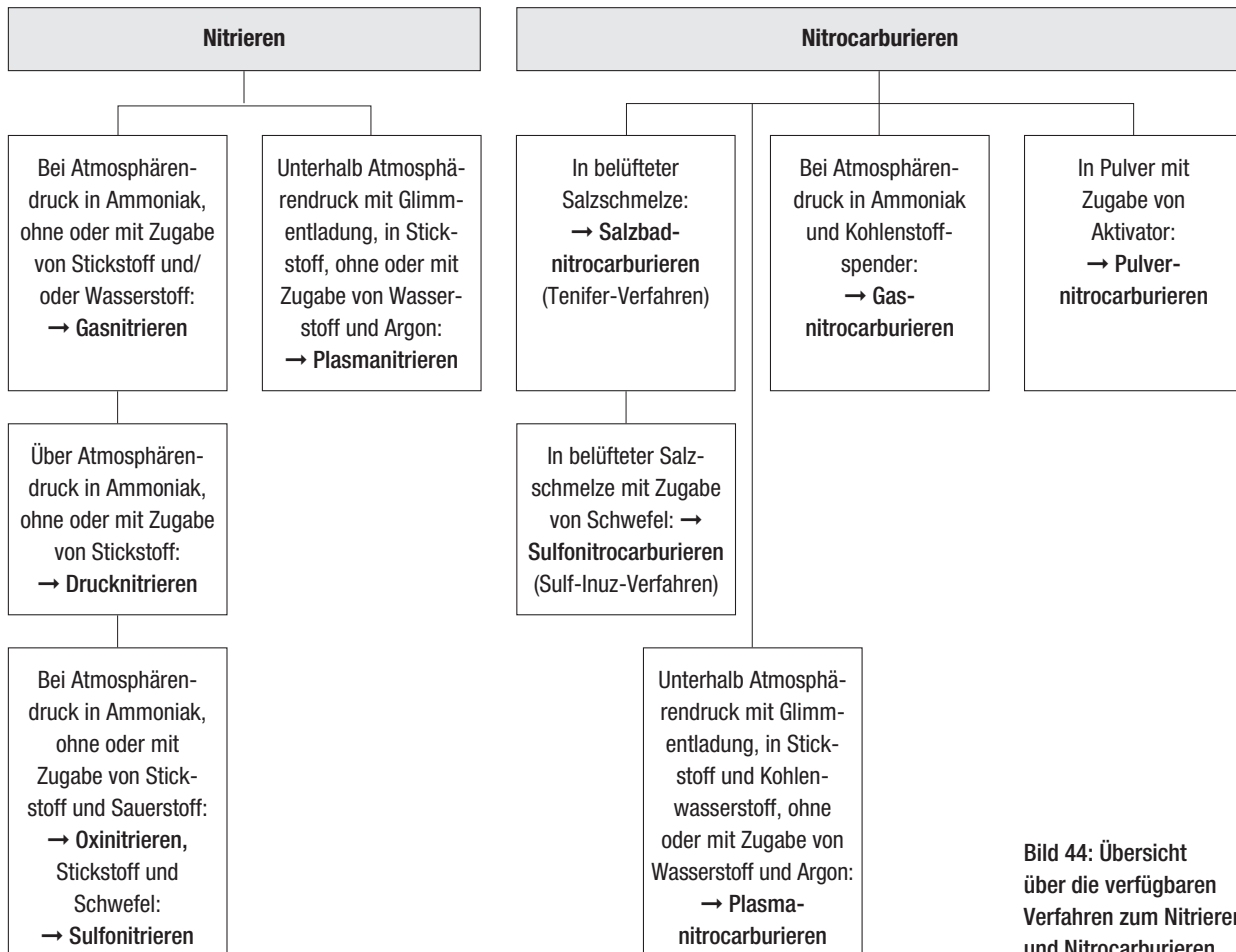 Nitrieren
Nitrocarburieren
Bei Atmosphären-
druck in Ammoniak,
ohne oder mit Zugabe
von Stickstoff und/
oder Wasserstoff:
→ Gasnitrieren
Unterhalb Atmosphä-
rendruck mit Glimm-
entladung, in Stick-
stoff, ohne oder mit
Zugabe von Wasser-
stoff und Argon:
→ Plasmanitrieren
In belüfteter
Salzschmelze:
→ Salzbad-
nitrocarburieren
(Tenifer-Verfahren)
Bei Atmosphären-
druck in Ammoniak
und Kohlenstoff-
spender:
→ Gas-
nitrocarburieren
In Pulver mit
Zugabe von
Aktivator:
→ Pulver-
nitrocarburieren
Über Atmosphären-
druck in Ammoniak,
ohne oder mit Zugabe
von Stickstoff:
→ Drucknitrieren
In belüfteter Salz-
schmelze mit Zugabe
von Schwefel: →
Sulfonitrocarburieren
(Sulf-Inuz-Verfahren)
Bei Atmosphären-
druck in Ammoniak,
ohne oder mit
Zugabe von Stick-
stoff und Sauerstoff:
→ Oxinitrieren,
Stickstoff und
Schwefel:
→ Sulfonitrieren
Unterhalb Atmosphä-
rendruck mit Glimm-
entladung, in Stick-
stoff und Kohlen-
wasserstoff, ohne
oder mit Zugabe von
Wasserstoff und Argon:
→ Plasma-
nitrocarburieren
Bild 44: Übersicht
über die verfügbaren
Verfahren zum Nitrieren
und Nitrocarburieren